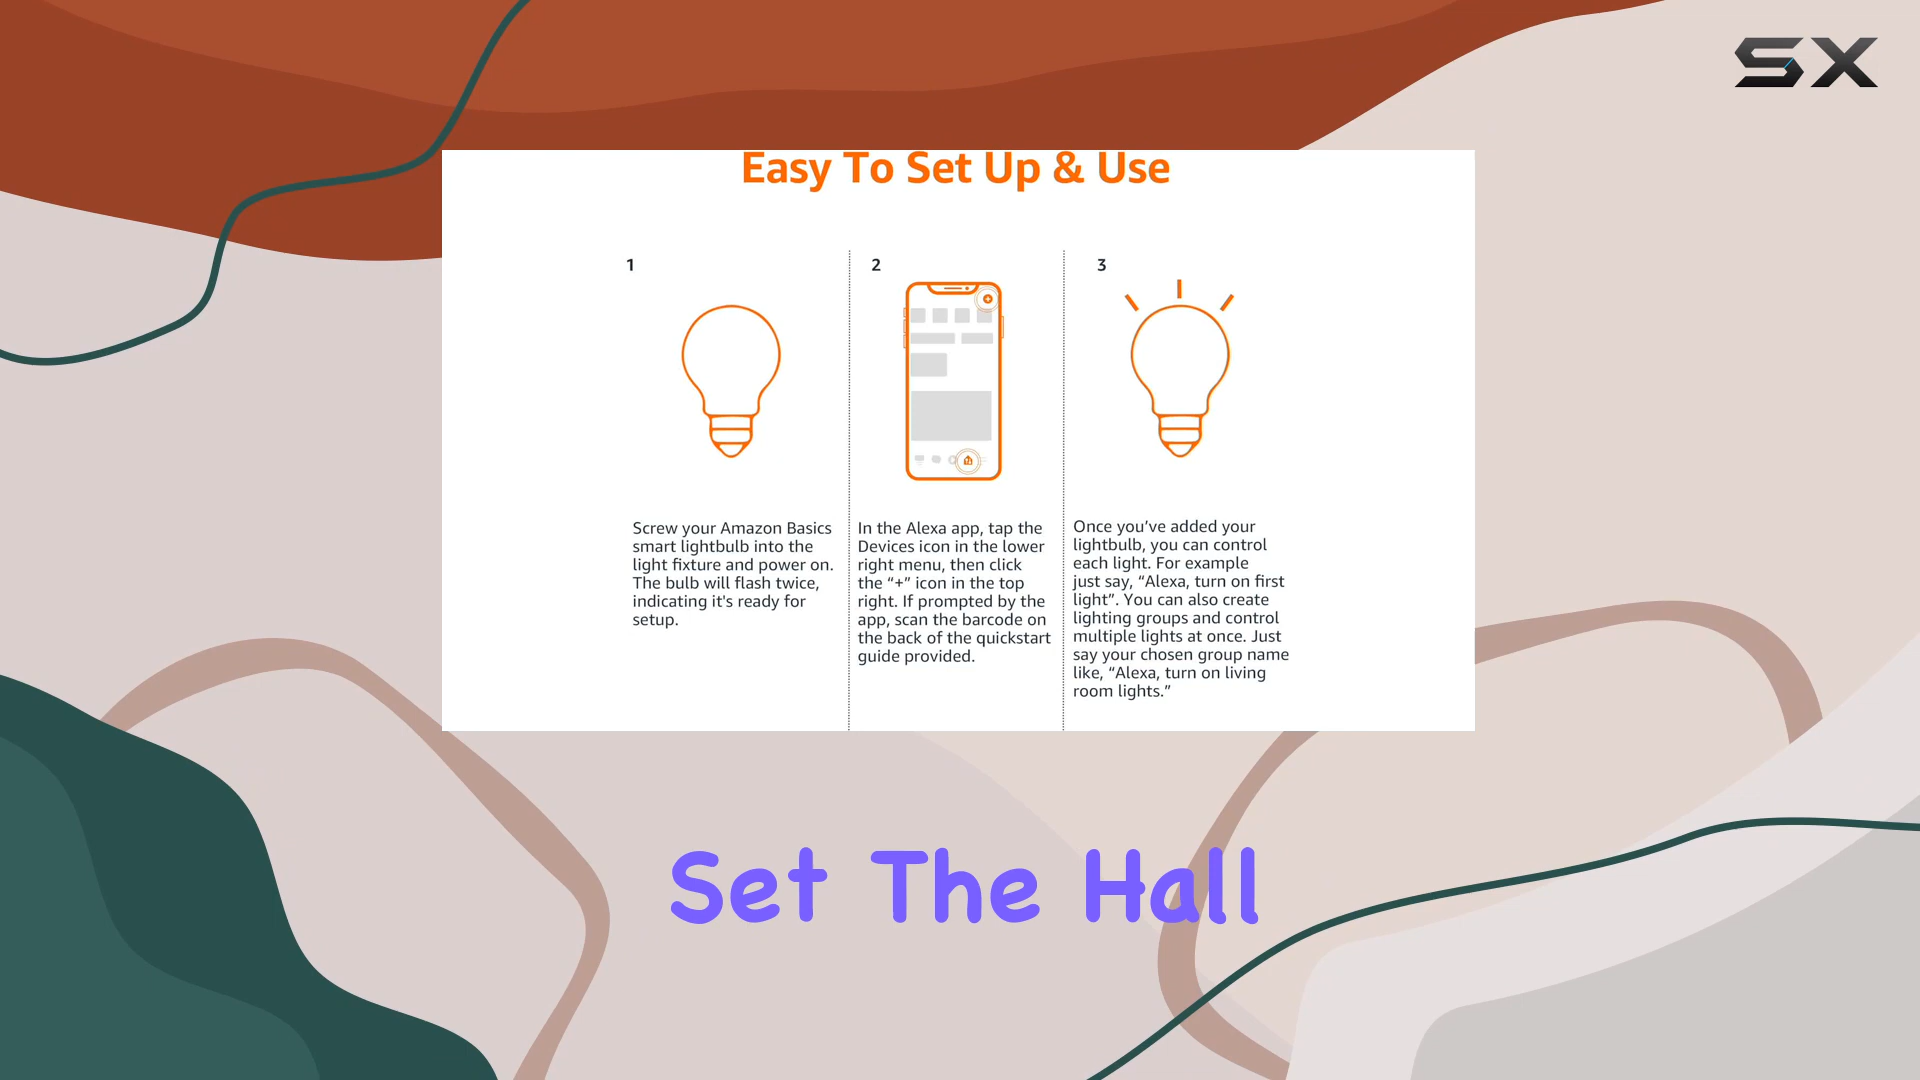 SX
Easy To Set Up & Use
1
2
3
Screw your Amazon Basics
smart lightbulb into the
light fixture and power on.
The bulb will flash twice,
indicating it's ready for
setup.
In the Alexa app, tap the
Devices icon in the lower
right menu, then click
the “+” icon in the top
right. If prompted by the
app, scan the barcode on
the back of the quickstart
guide provided.
Once you’ve added your
lightbulb, you can control
each light. For example
just say, “Alexa, turn on first
light”. You can also create
lighting groups and control
multiple lights at once. Just
say your chosen group name
like, “Alexa, turn on living
room lights.”
Set The Hall